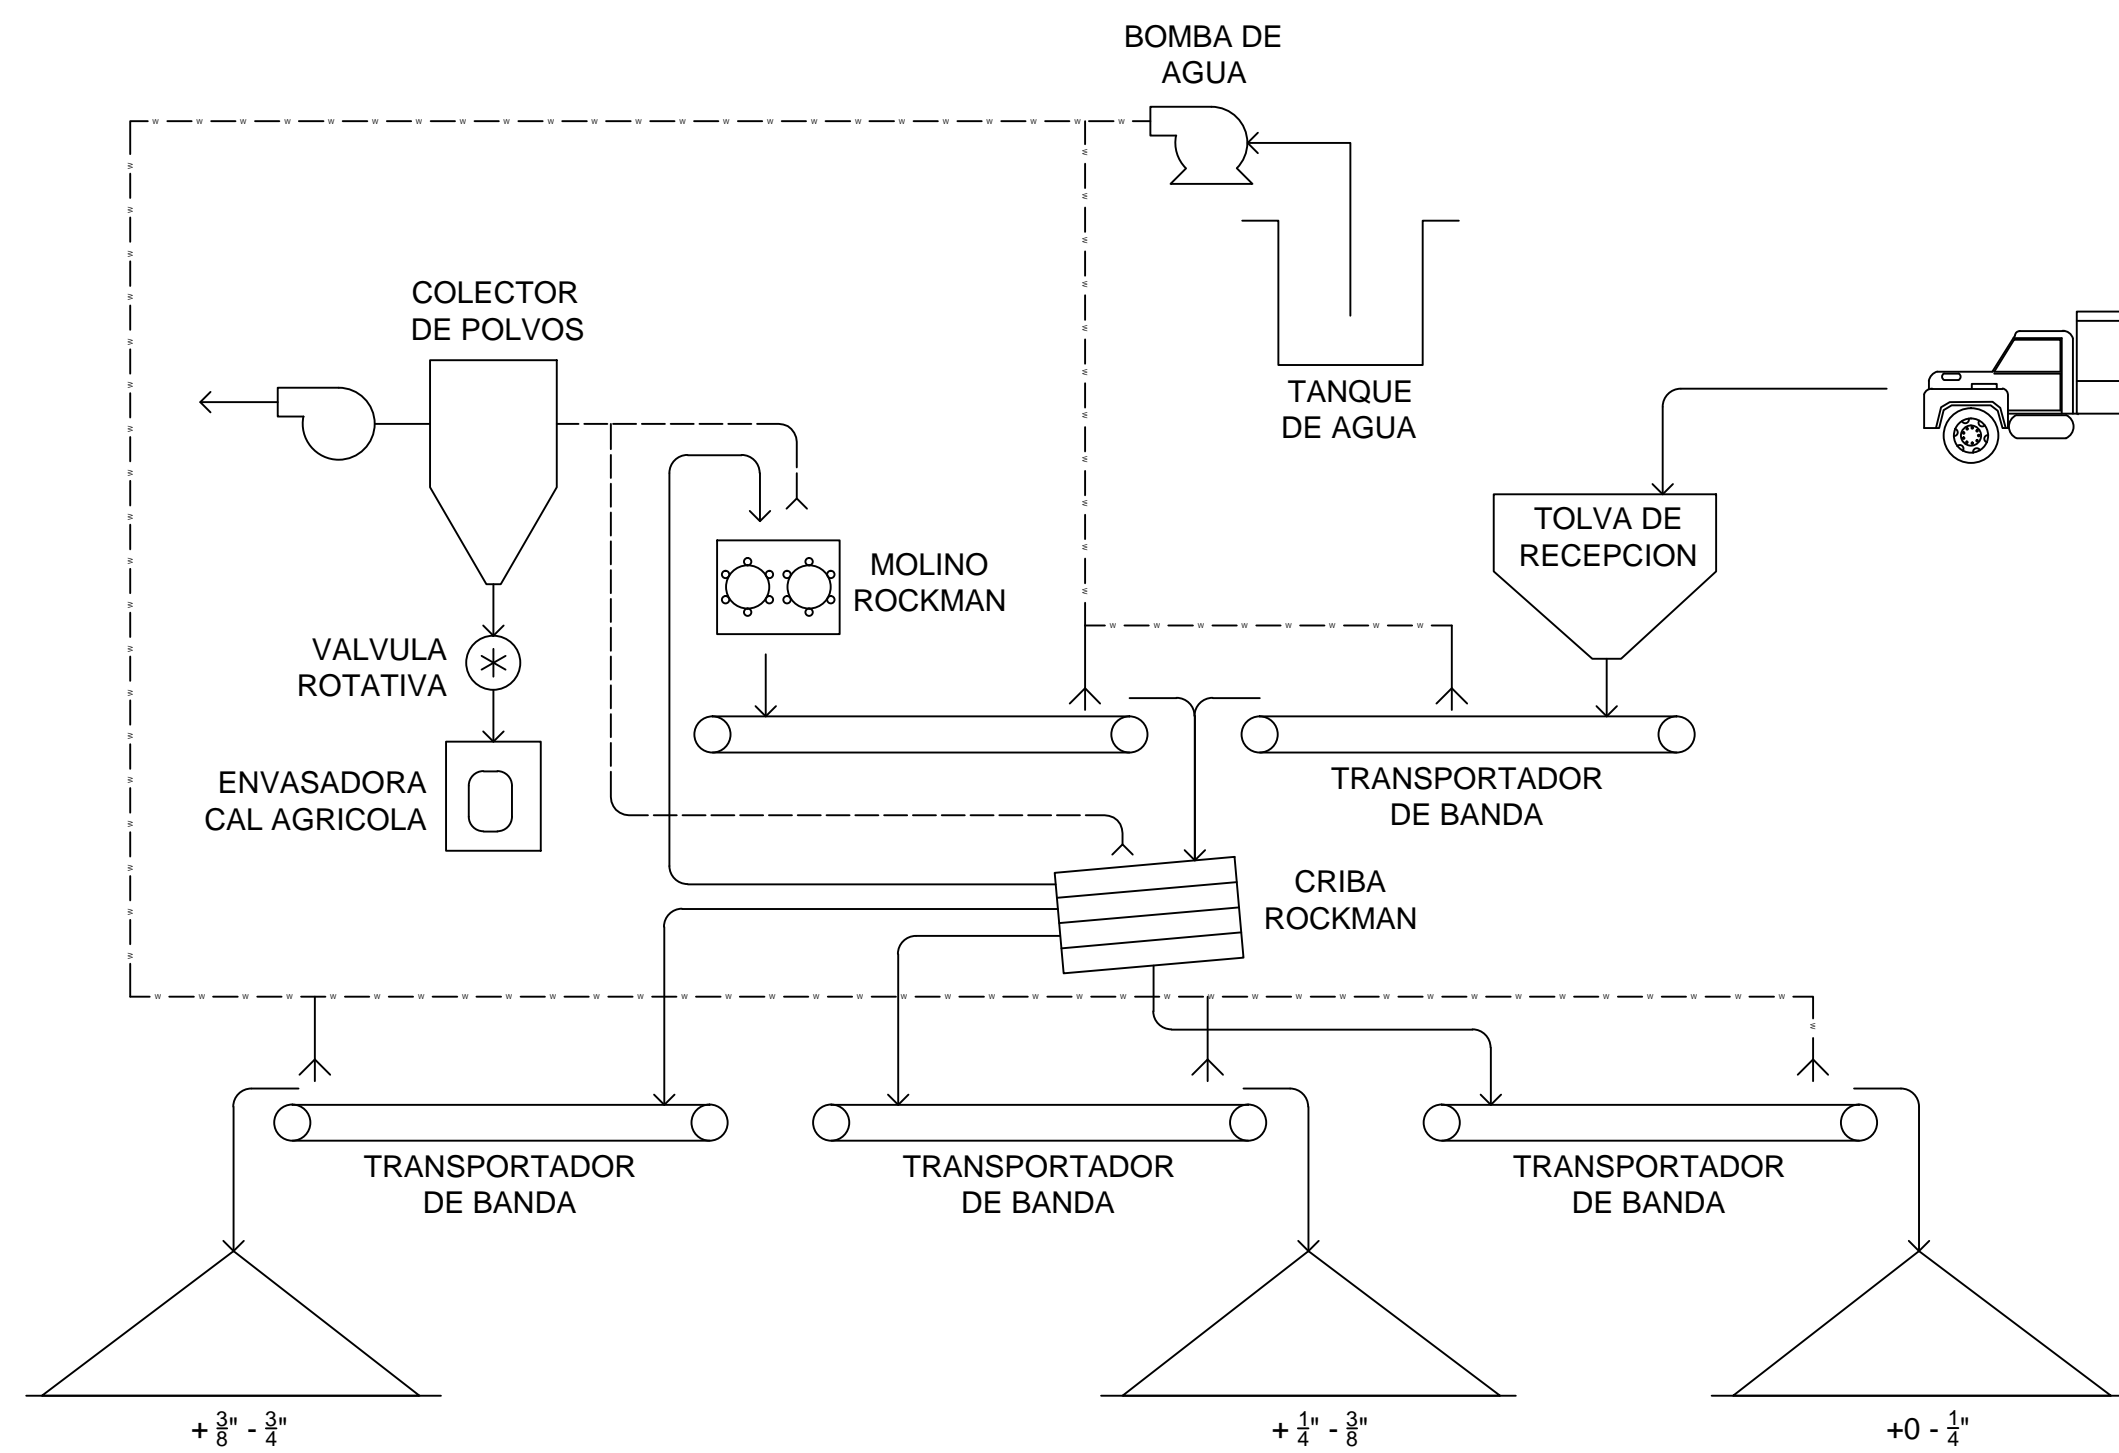 BOMBA DE
AGUA
COLECTOR
DE POLVOS
TANQUE
DE AGUA
TOLVA DE
RECEPCION
MOLINO
ROCKMAN
VALVULA
ROTATIVA
ENVASADORA
CAL AGRICOLA
TRANSPORTADOR
DE BANDA
CRIBA
ROCKMAN
TRANSPORTADOR
DE BANDA
TRANSPORTADOR
DE BANDA
TRANSPORTADOR
DE BANDA
+ 3/8" - 3/4"
+ 1/4" - 3/8"
+0 - 1/4"